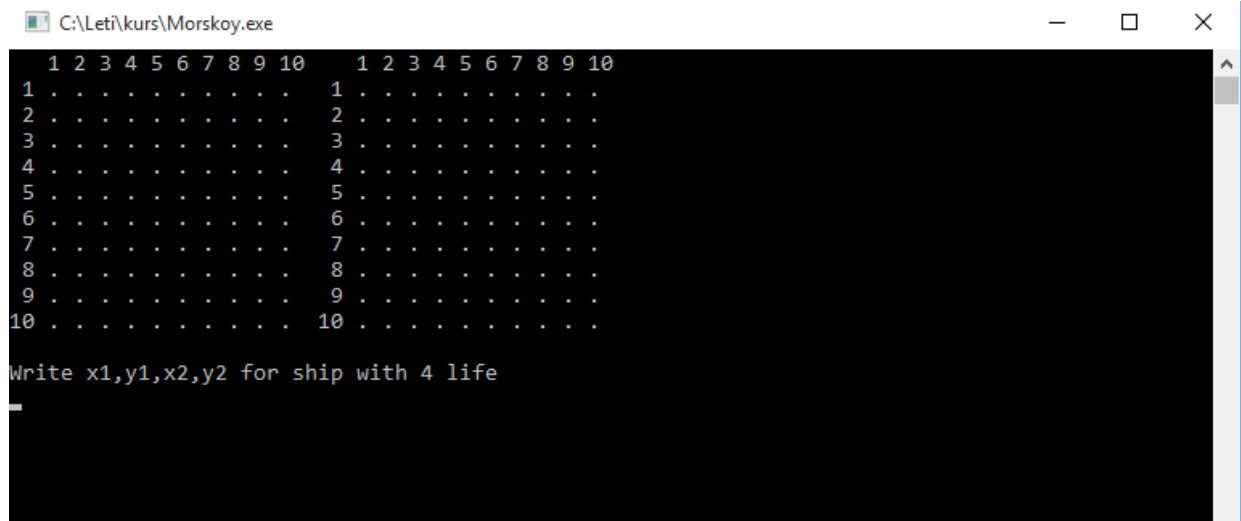 C:\Leti\kurs\Morskoy.exe
   1 2 3 4 5 6 7 8 9 10    1 2 3 4 5 6 7 8 9 10
 1 . . . . . . . . . .   1 . . . . . . . . . .
 2 . . . . . . . . . .   2 . . . . . . . . . .
 3 . . . . . . . . . .   3 . . . . . . . . . .
 4 . . . . . . . . . .   4 . . . . . . . . . .
 5 . . . . . . . . . .   5 . . . . . . . . . .
 6 . . . . . . . . . .   6 . . . . . . . . . .
 7 . . . . . . . . . .   7 . . . . . . . . . .
 8 . . . . . . . . . .   8 . . . . . . . . . .
 9 . . . . . . . . . .   9 . . . . . . . . . .
10 . . . . . . . . . .  10 . . . . . . . . . .
Write x1,y1,x2,y2 for ship with 4 life